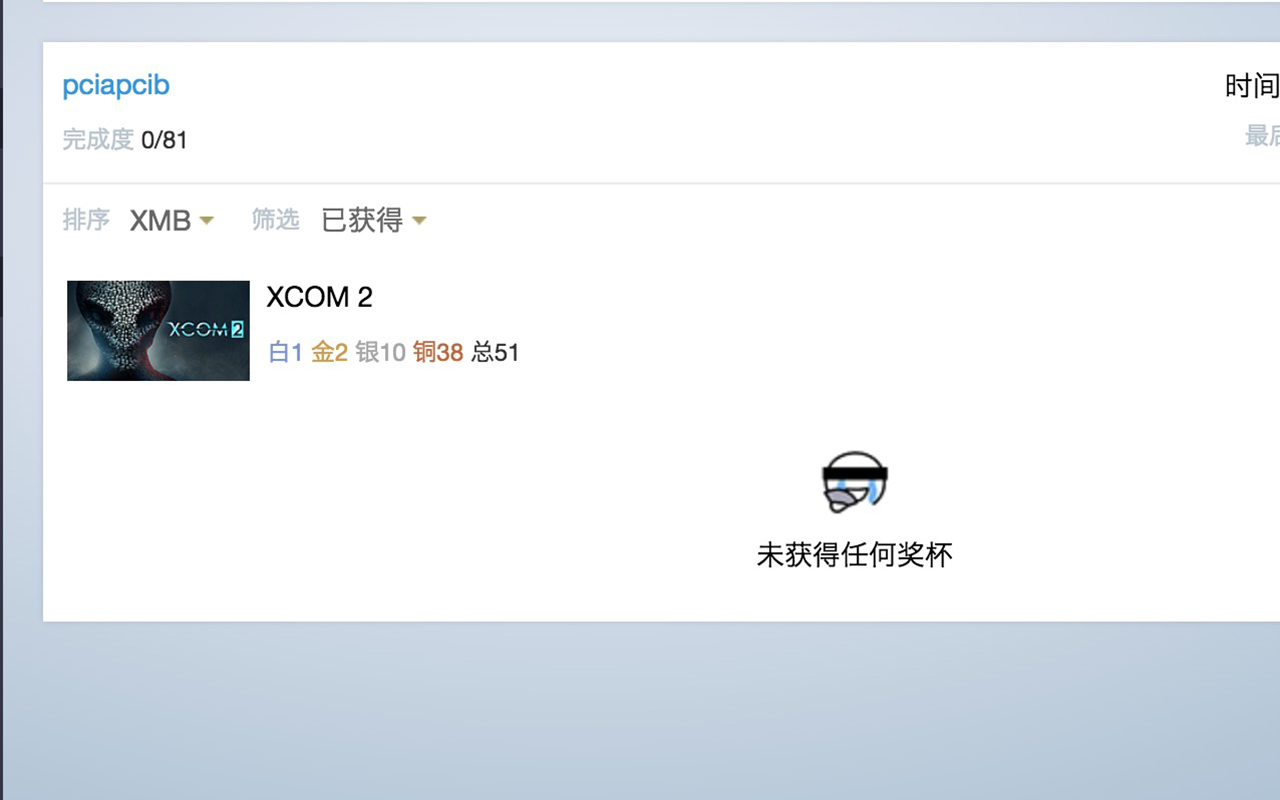 pciapcib
时间
完成度 0/81
最后
排序 XMB 筛选 已获得
XCOM 2
XCOM 2
白1 金2 银10 铜38 总51
未获得任何奖杯